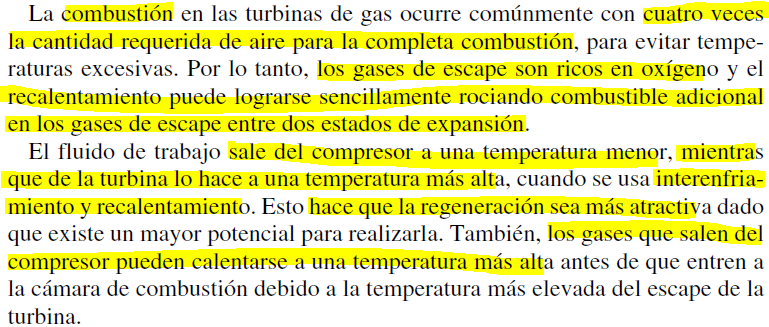 La combustión en las turbinas de gas ocurre comúnmente con cuatro veces
la cantidad requerida de aire para la completa combustión, para evitar tempe-
raturas excesivas. Por lo tanto, los gases de escape son ricos en oxígeno y el
recalentamiento puede lograrse sencillamente rociando combustible adicional
en los gases de escape entre dos estados de expansión.
El fluido de trabajo sale del compresor a una temperatura menor, mientras
que de la turbina lo hace a una temperatura más alta, cuando se usa interenfria-
miento y recalentamiento. Esto hace que la regeneración sea más atractiva dado
que existe un mayor potencial para realizarla. También, los gases que salen del
compresor pueden calentarse a una temperatura más alta antes de que entren a
la cámara de combustión debido a la temperatura más elevada del escape de la
turbina.